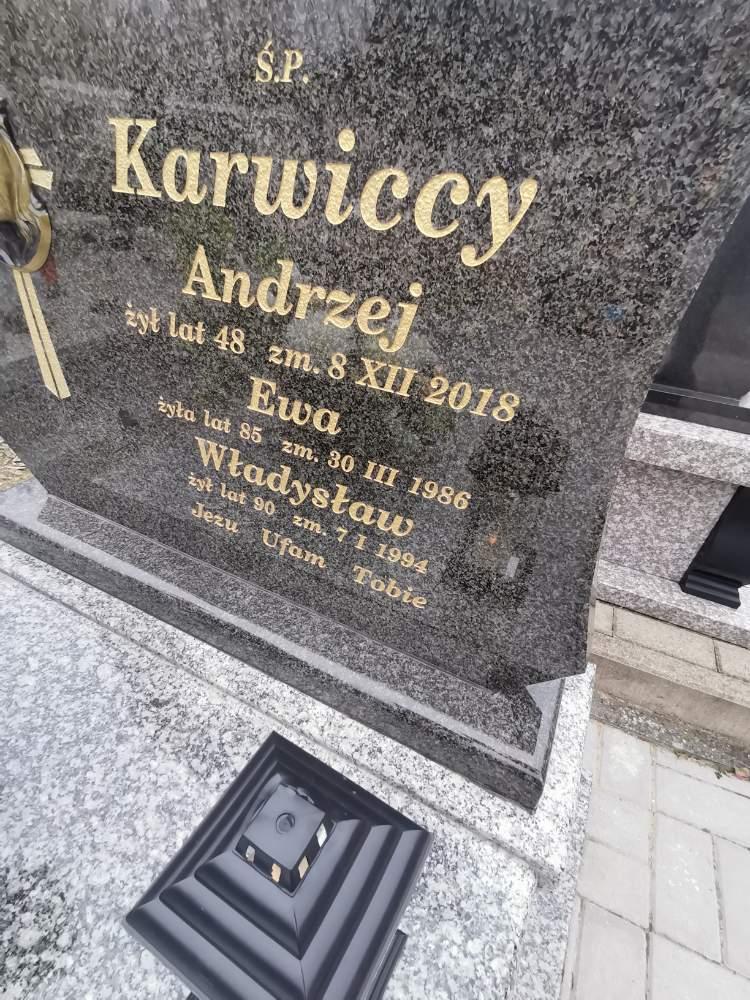 Ś.P.
Karwiccy
Andrzej
żył lat 48 zm. 8 XII 2018
Ewa
żyła lat 85 zm. 30 III 1986
Władysław
żył lat 90 zm. 7 I 1994
Jezu Ufam Tobie